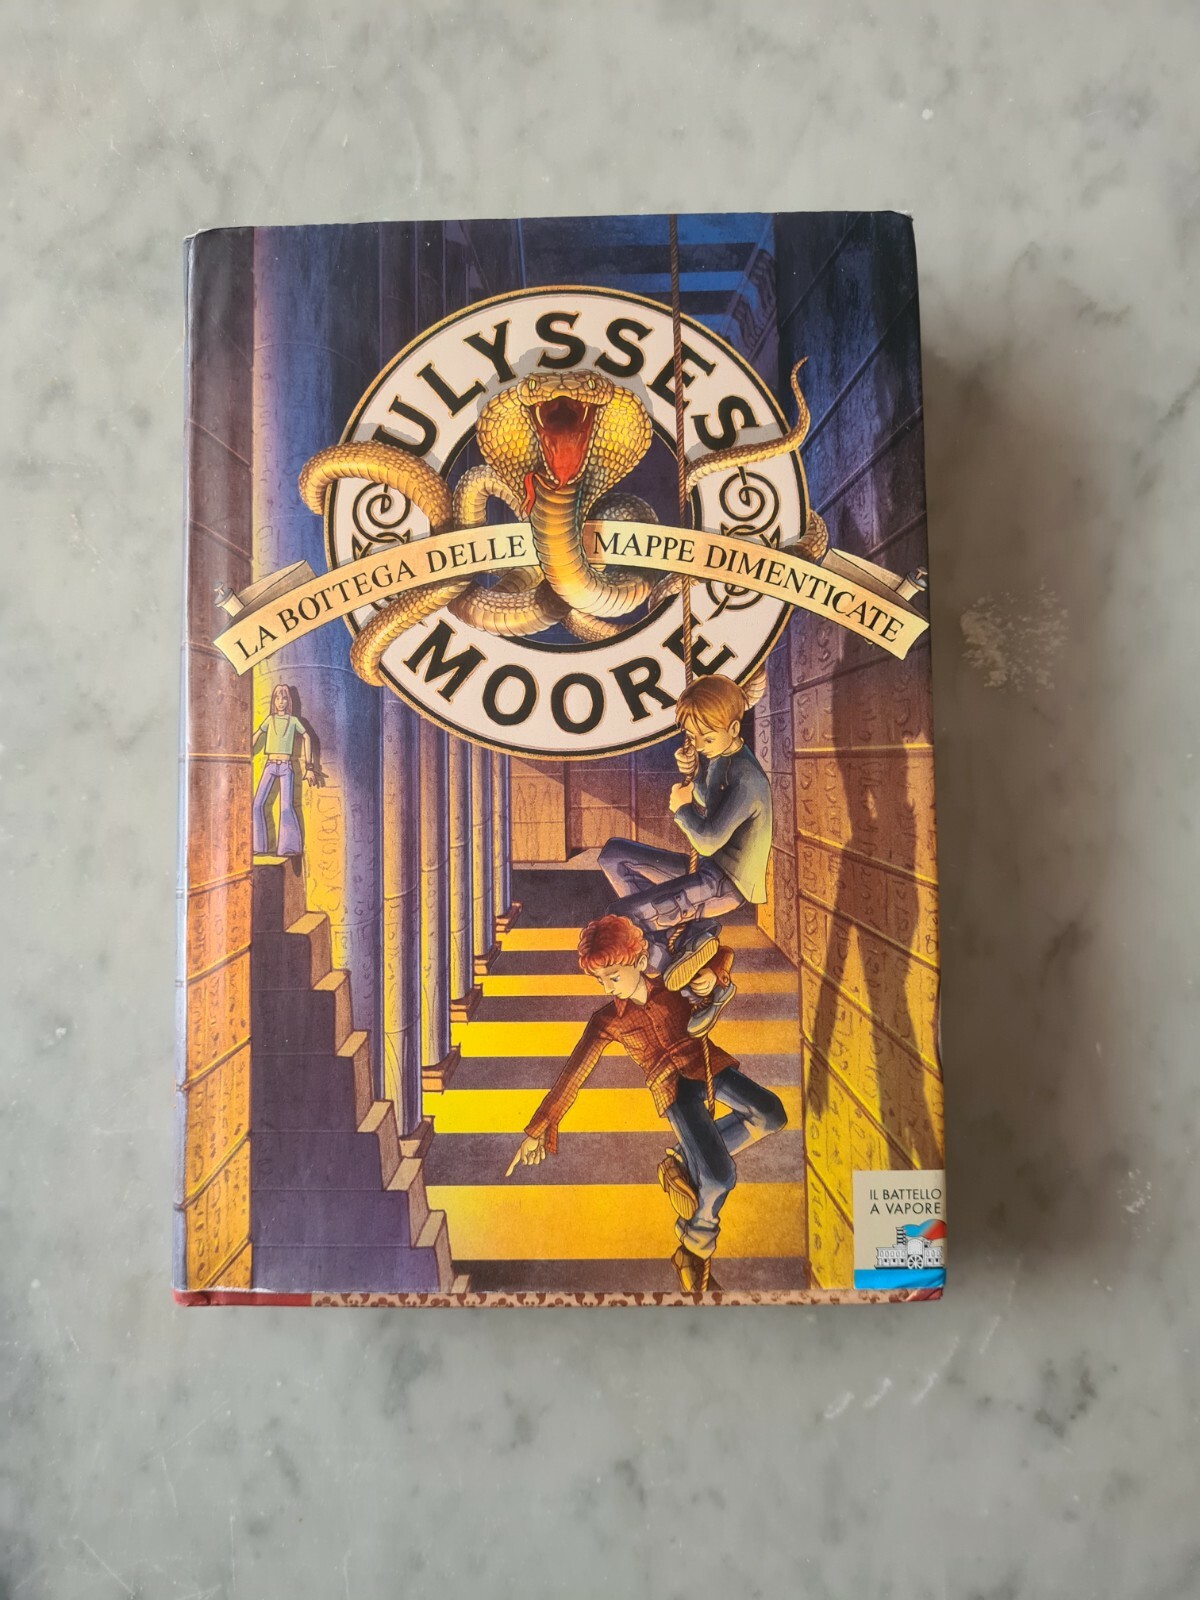 ULYSSES
LA BOTTEGA DELLE MAPPE DIMENTICATE
MOORE
IL BATTELLO
A VAPORE